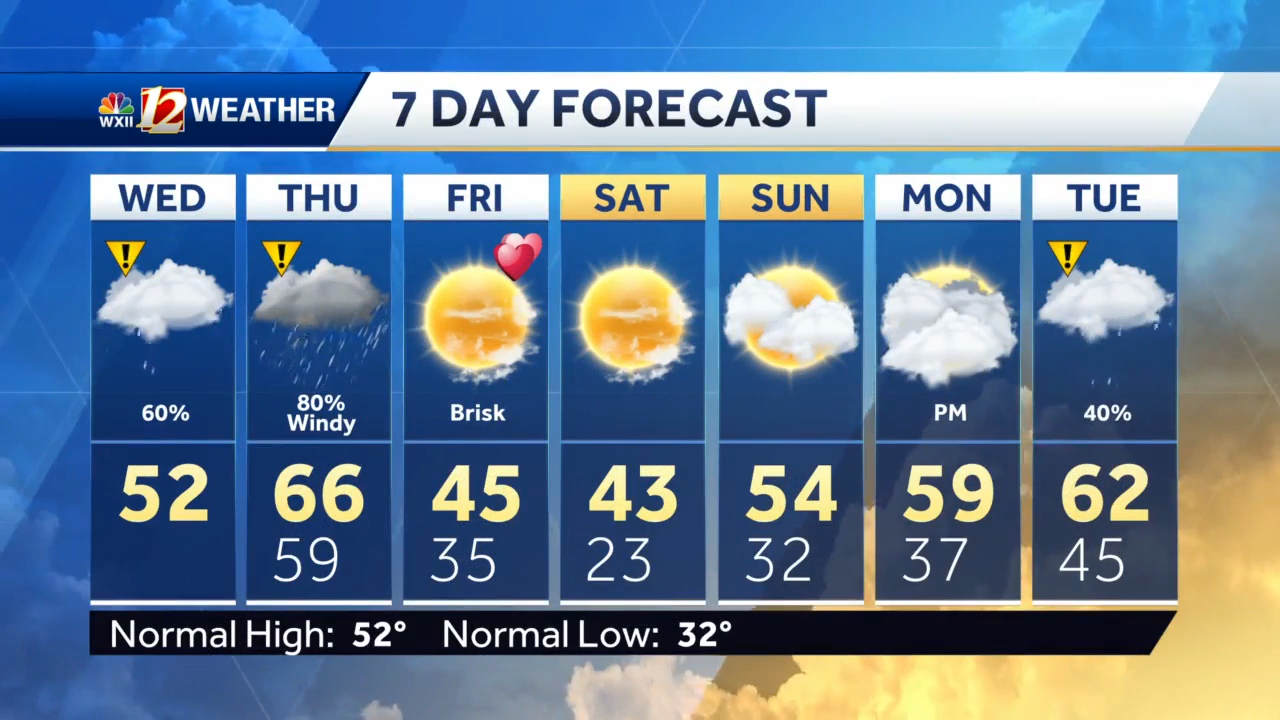 WXII 12 WEATHER
7 DAY FORECAST
WED THU FRI SAT SUN MON TUE
! ! !
60% 80% Windy Brisk PM 40%
52 66 45 43 54 59 62
59 35 23 32 37 45
Normal High: 52° Normal Low: 32°